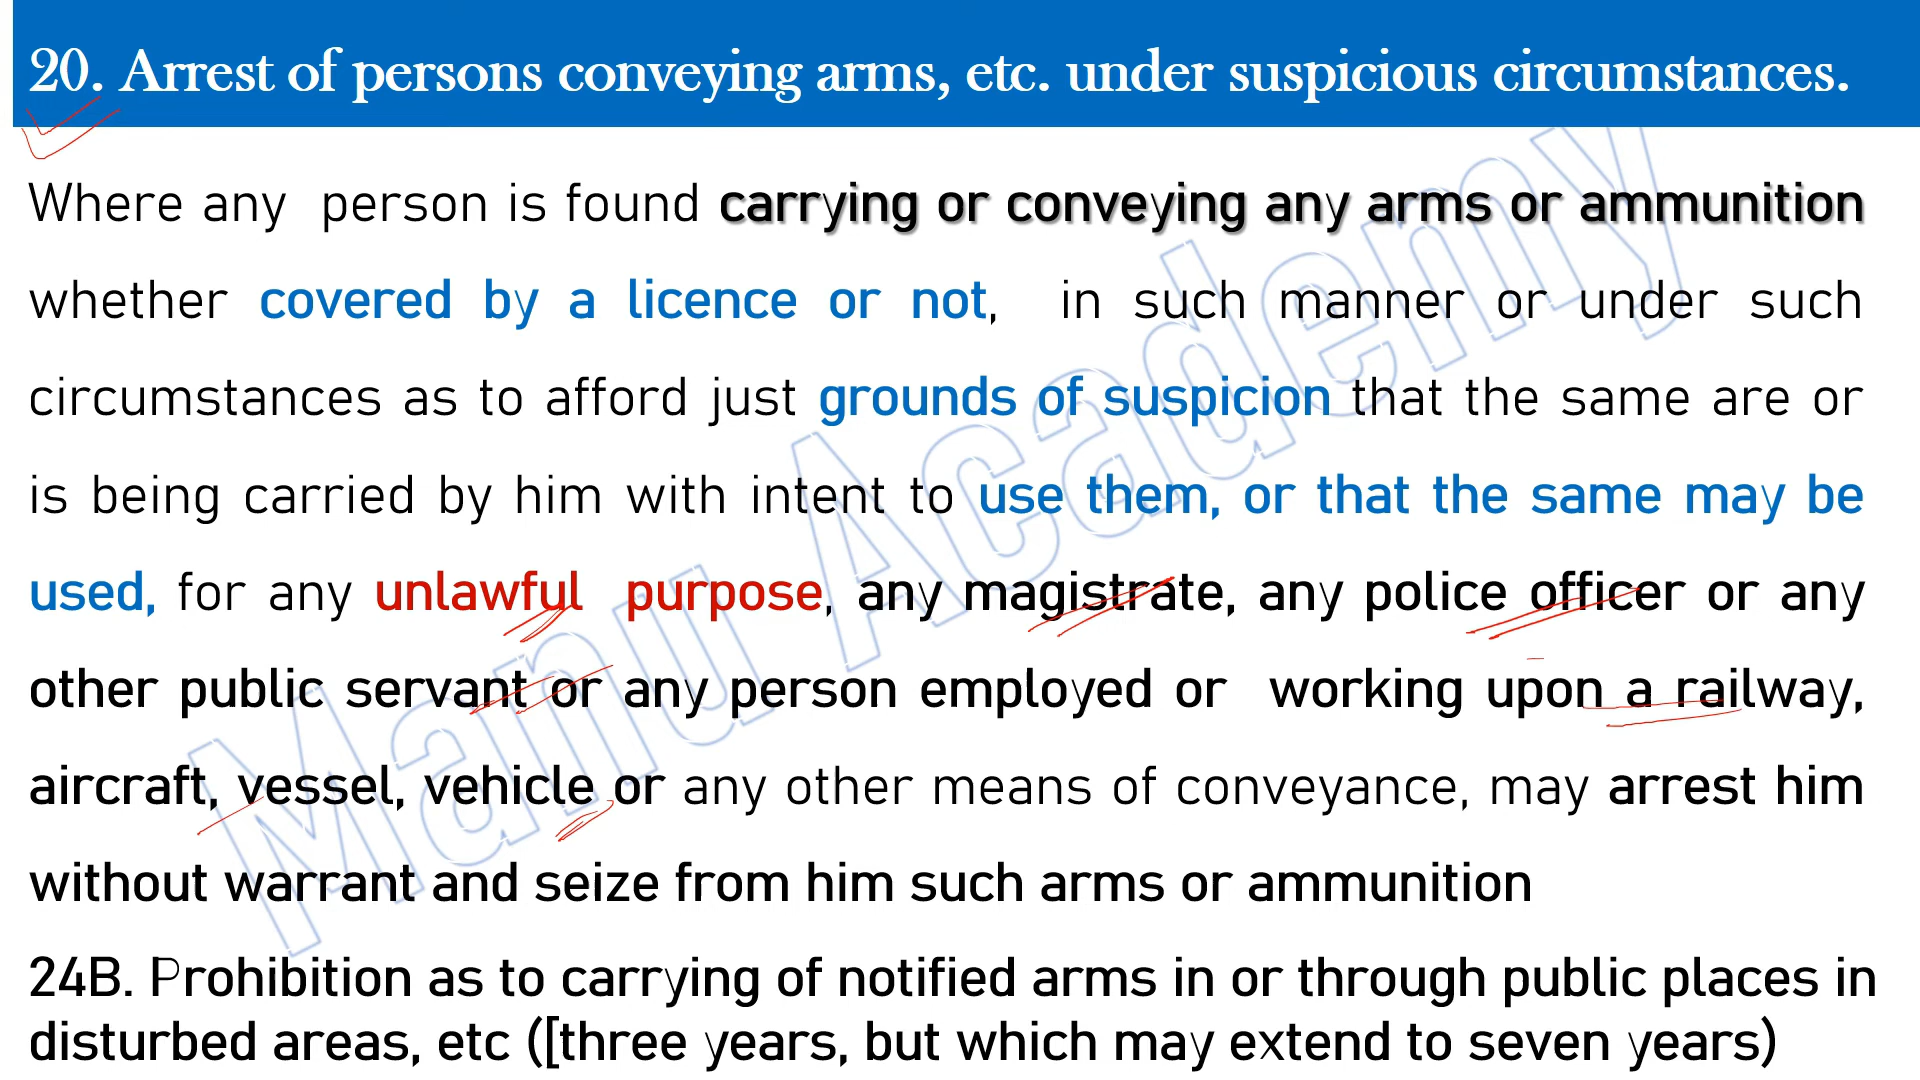 20. Arrest of persons conveying arms, etc. under suspicious circumstances.
Where any person is found carrying or conveying any arms or ammunition
whether covered by a licence or not, in such manner or under such
circumstances as to afford just grounds of suspicion that the same are or
is being carried by him with intent to use them, or that the same may be
used, for any unlawful purpose, any magistrate, any police officer or any
other public servant or any person employed or working upon a railway,
aircraft, vessel, vehicle or any other means of conveyance, may arrest him
without warrant and seize from him such arms or ammunition
24B. Prohibition as to carrying of notified arms in or through public places in
disturbed areas, etc ([three years, but which may extend to seven years)
Manu Academy